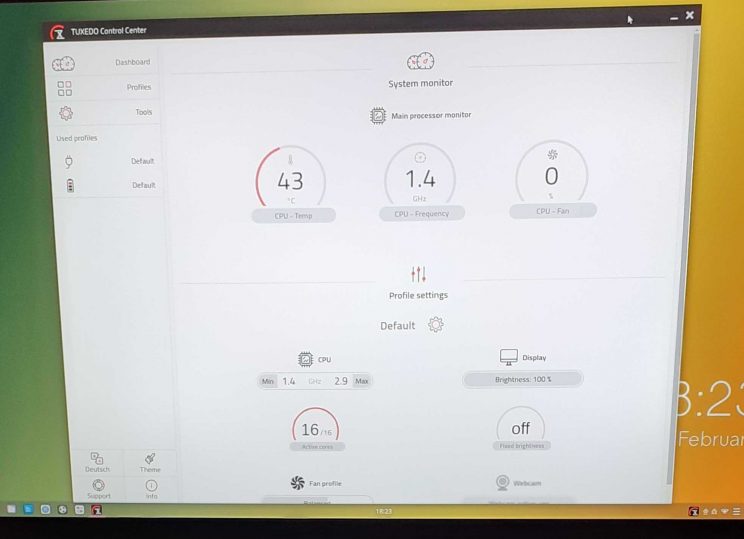 TUXEDO Control Center
Dashboard
Profiles
Tools
Used profiles
Default
Default
System monitor
Main processor monitor
43
°C
CPU - Temp
1.4
GHz
CPU - Frequency
0
%
CPU - Fan
Profile settings
Default
CPU
Min 1.4 GHz 2.9 Max
16/16
Active cores
Display
Brightness: 100 %
off
Fixed brightness
Fan profile
Balanced
Webcam
Deutsch
Theme
Support
Info
8:23
Februar
18:23